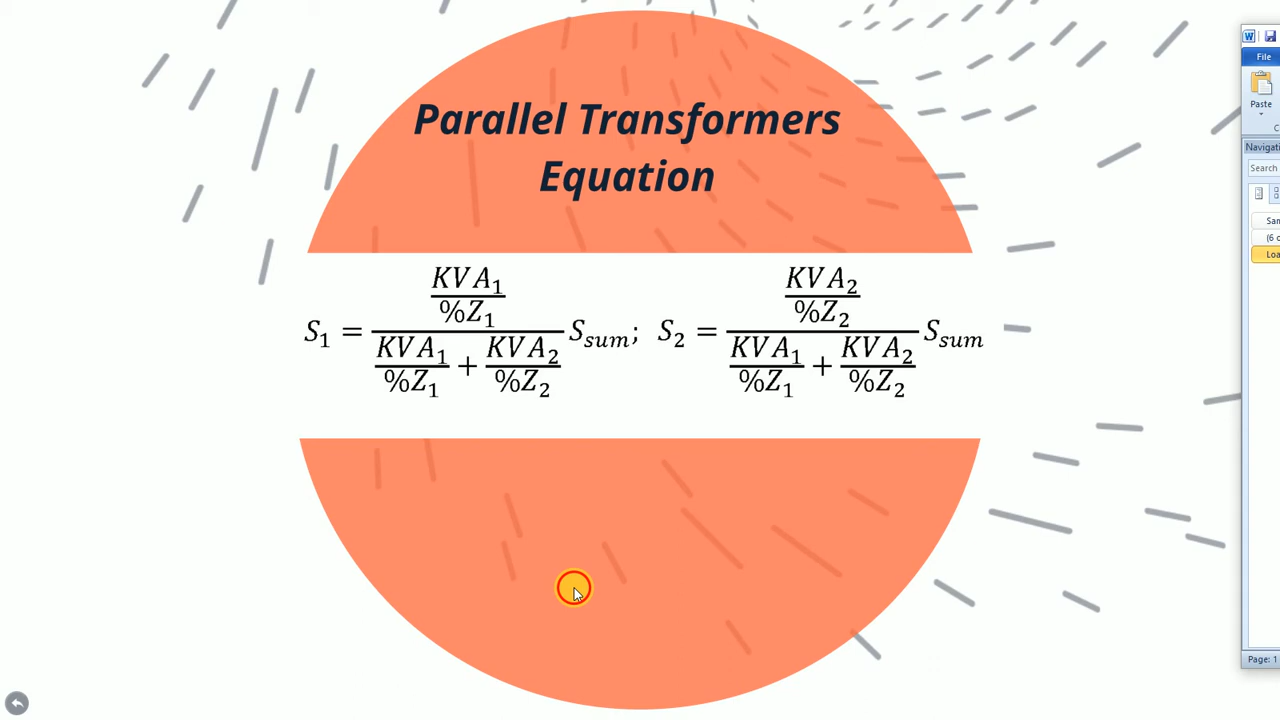 Parallel Transformers
Equation
S₁ = (KVA₁/%Z₁)/(KVA₁/%Z₁ + KVA₂/%Z₂) Sₛᵤₘ; S₂ = (KVA₂/%Z₂)/(KVA₁/%Z₁ + KVA₂/%Z₂) Sₛᵤₘ
W
File
Paste
Search
Page: 1